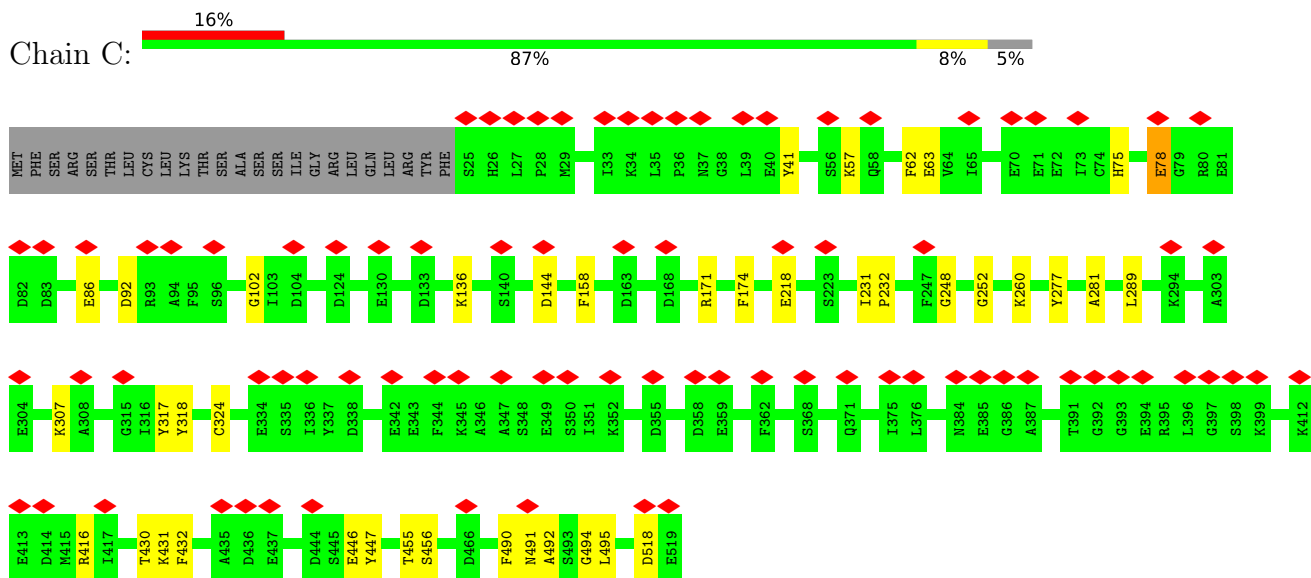 16%
Chain C:
87% 8% 5%
MET PHE SER ARG SER THR LEU CYS LEU LYS THR SER ALA SER SER ILE GLY ARG LEU GLN LEU ARG TYR PHE S25 H26 L27 P28 M29 I33 K34 L35 P36 N37 G38 L39 E40 Y41 S56 K57 Q58 F62 E63 V64 I65 E70 E71 E72 I73 C74 H75 E78 G79 R80 E81
D82 D83 E86 D92 R93 A94 F95 S96 G102 I103 D104 D124 E130 D133 K136 S140 D144 F158 D163 D168 R171 F174 E218 S223 I231 P232 F247 G248 G252 K260 Y277 A281 L289 K294 A303
E304 K307 A308 G315 I316 Y317 Y318 C324 E334 S335 I336 Y337 D338 E342 E343 F344 K345 A346 A347 S348 E349 S350 I351 K352 D355 D358 E359 F362 S368 Q371 I375 L376 N384 E385 G386 A387 T391 G392 G393 E394 R395 L396 G397 S398 K399 K412
E413 D414 M415 R416 I417 T430 K431 F432 A435 D436 E437 D444 S445 E446 Y447 T455 S456 D466 F490 N491 A492 S493 G494 L495 D518 E519